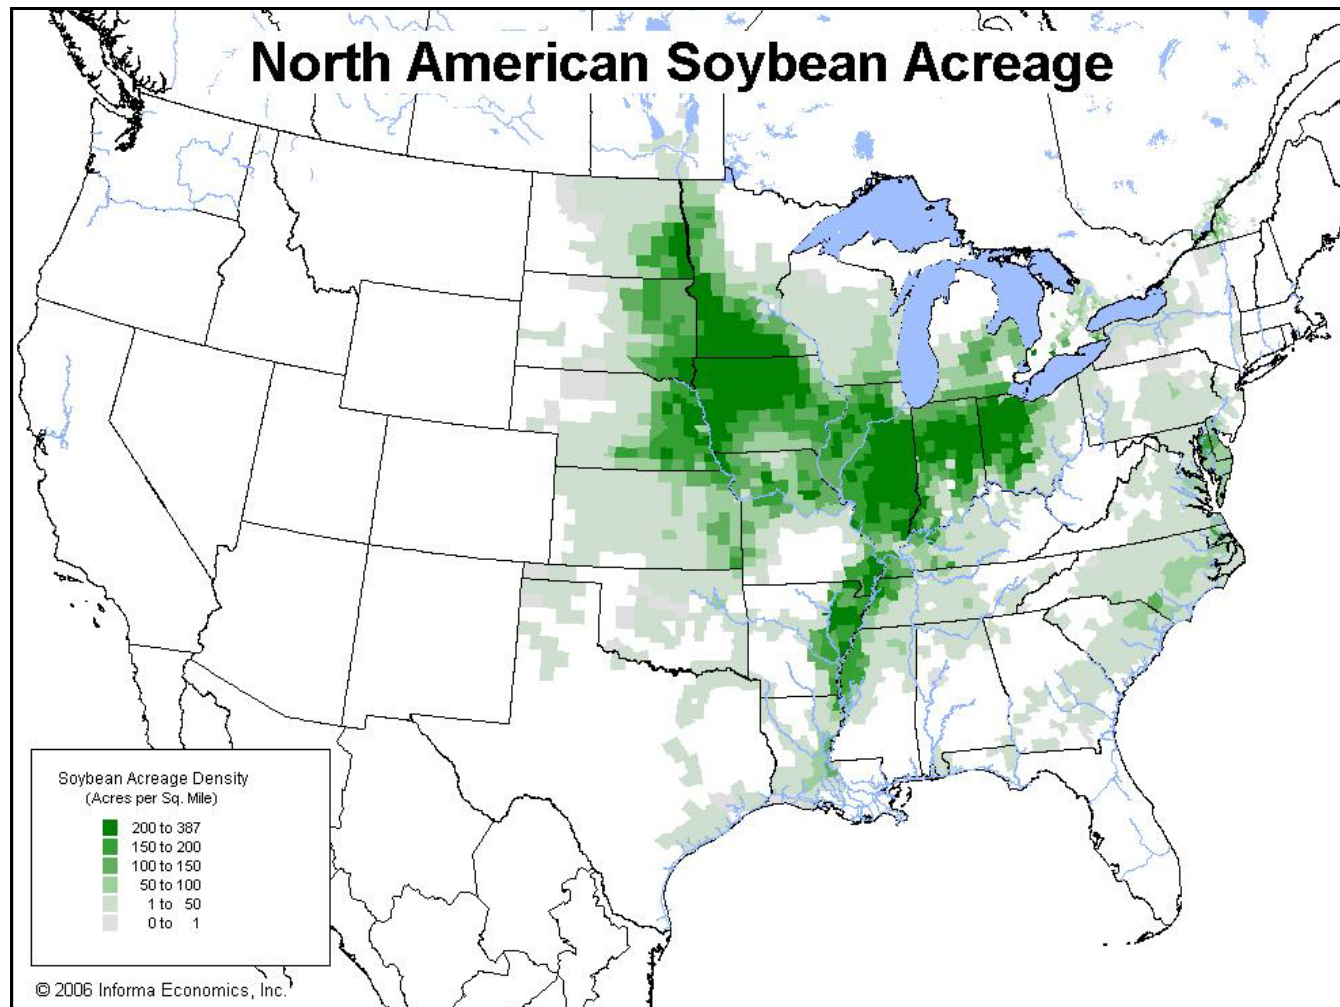 North American Soybean Acreage
Soybean Acreage Density
(Acres per Sq. Mile)
200 to 387
150 to 200
100 to 150
50 to 100
1 to 50
0 to 1
© 2006 Informa Economics, Inc.